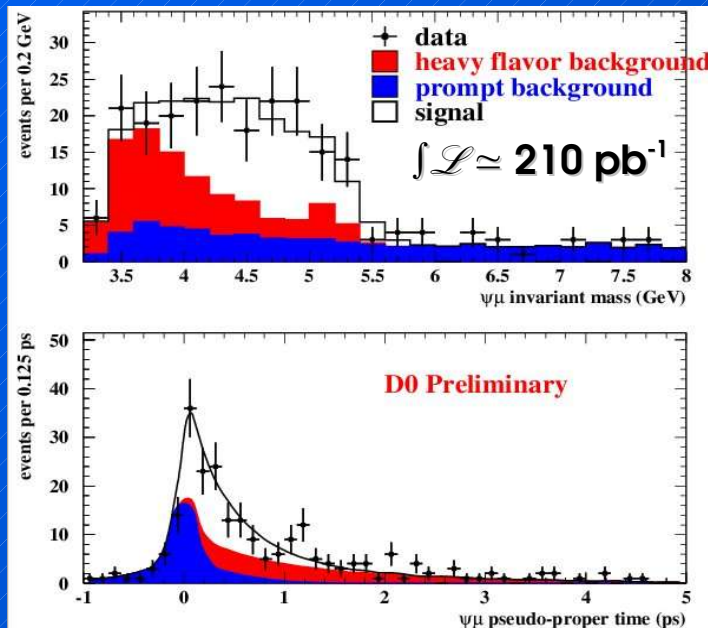 events per 0.2 GeV
30
25
20
15
10
5
0
data
heavy flavor background
prompt background
signal
∫ℒ ≃ 210 pb⁻¹
3.5 4 4.5 5 5.5 6 6.5 7 7.5 8
ψμ invariant mass (GeV)
events per 0.125 ps
50
40
30
20
10
0
D0 Preliminary
-1 0 1 2 3 4 5
ψμ pseudo-proper time (ps)